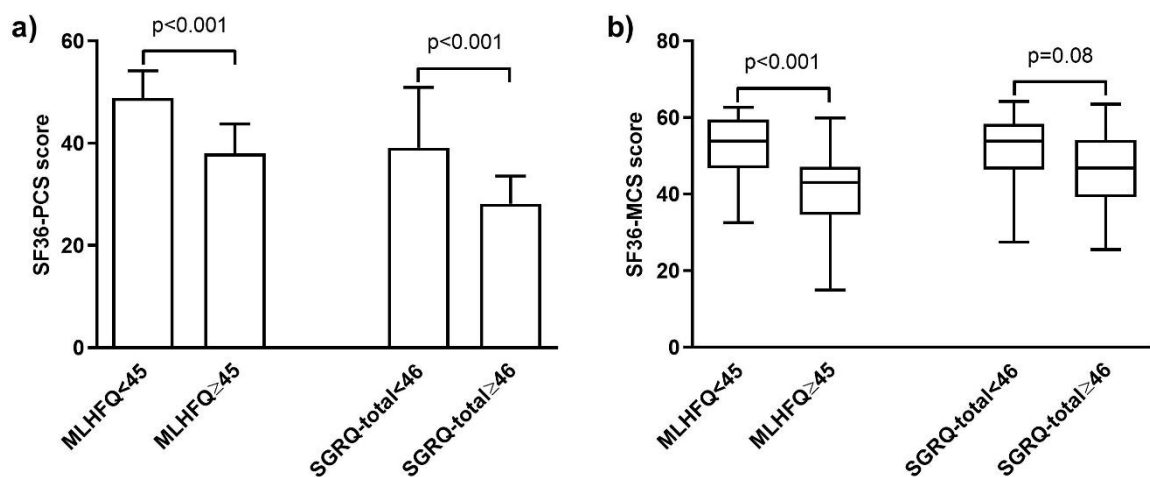 a)
60
40
20
0
SF36-PCS score
p<0.001
p<0.001
MLHFQ<45
MLHFQ≥45
SGRQ-total<46
SGRQ-total≥46
b)
80
60
40
20
0
SF36-MCS score
p<0.001
p=0.08
MLHFQ<45
MLHFQ≥45
SGRQ-total<46
SGRQ-total≥46